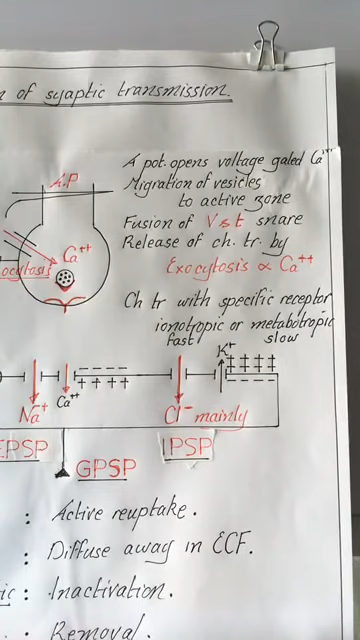 n of syaptic transmission.
A.P
A pot. opens voltage gated Ca++
Migration of vesicles
to active zone
Fusion of V & t snare
Release of ch. tr. by
Exocytosis ∝ Ca++
Ca++
ocytosis
Ch tr with specific receptor
ionotropic or metabotropic
fast slow
K+
Na+
Ca++
Cl- mainly
EPSP
IPSP
GPSP
: Active reuptake.
: Diffuse away in ECF.
ic : Inactivation.
. Removal.